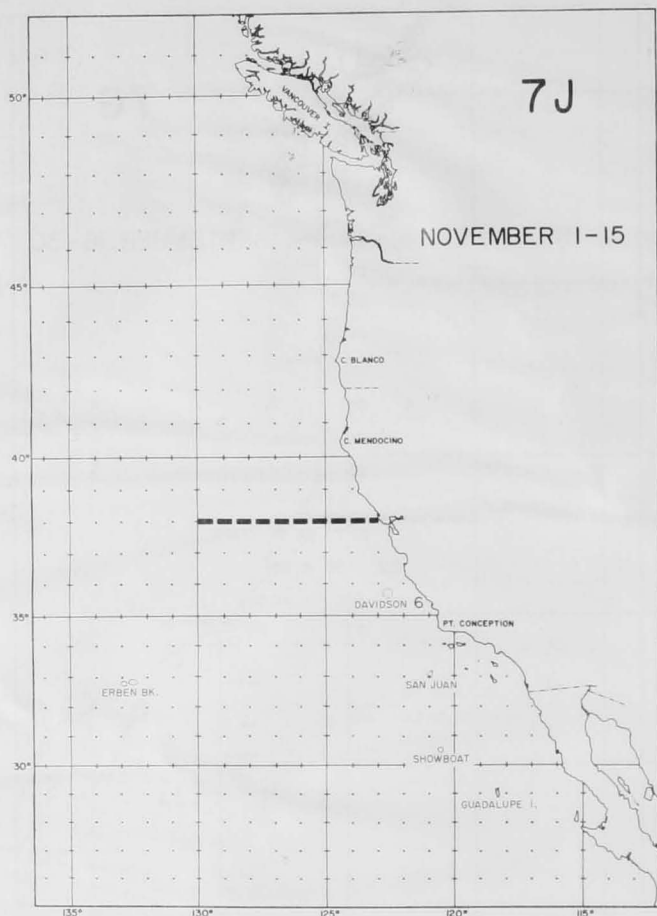 7J
50°
VANCOUVER I.
NOVEMBER 1-15
45°
C. BLANCO
C. MENDOCINO
40°
DAVIDSON 6
35°
PT. CONCEPTION
SAN JUAN
ERBEN BK.
SHOWBOAT
30°
GUADALUPE I.
135° 130° 125° 120° 115°